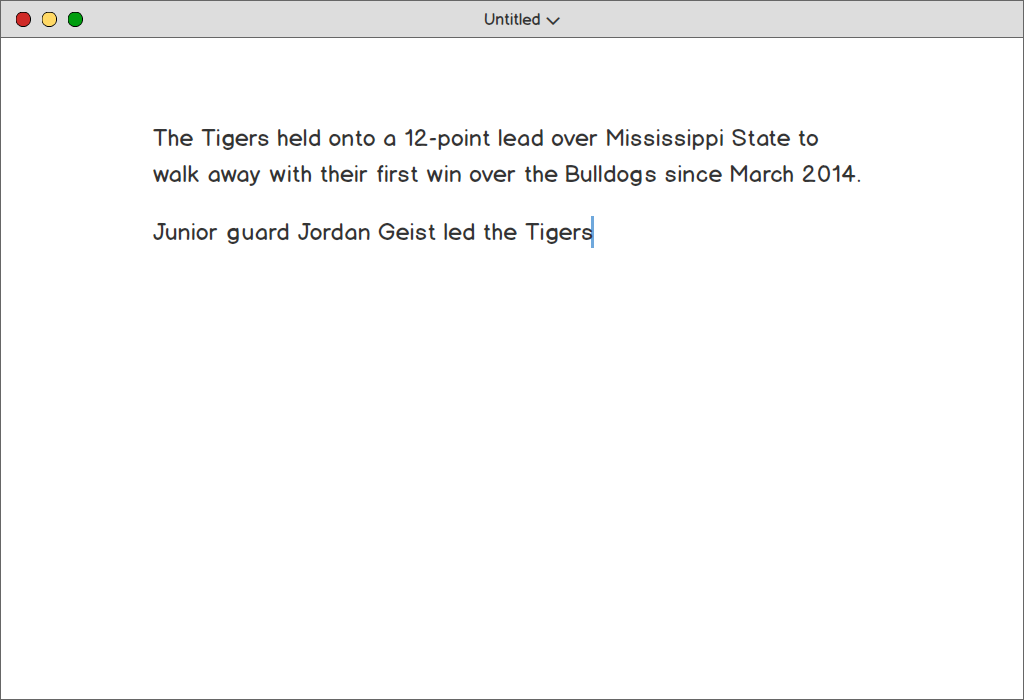 Untitled
The Tigers held onto a 12-point lead over Mississippi State to
walk away with their first win over the Bulldogs since March 2014.
Junior guard Jordan Geist led the Tigers